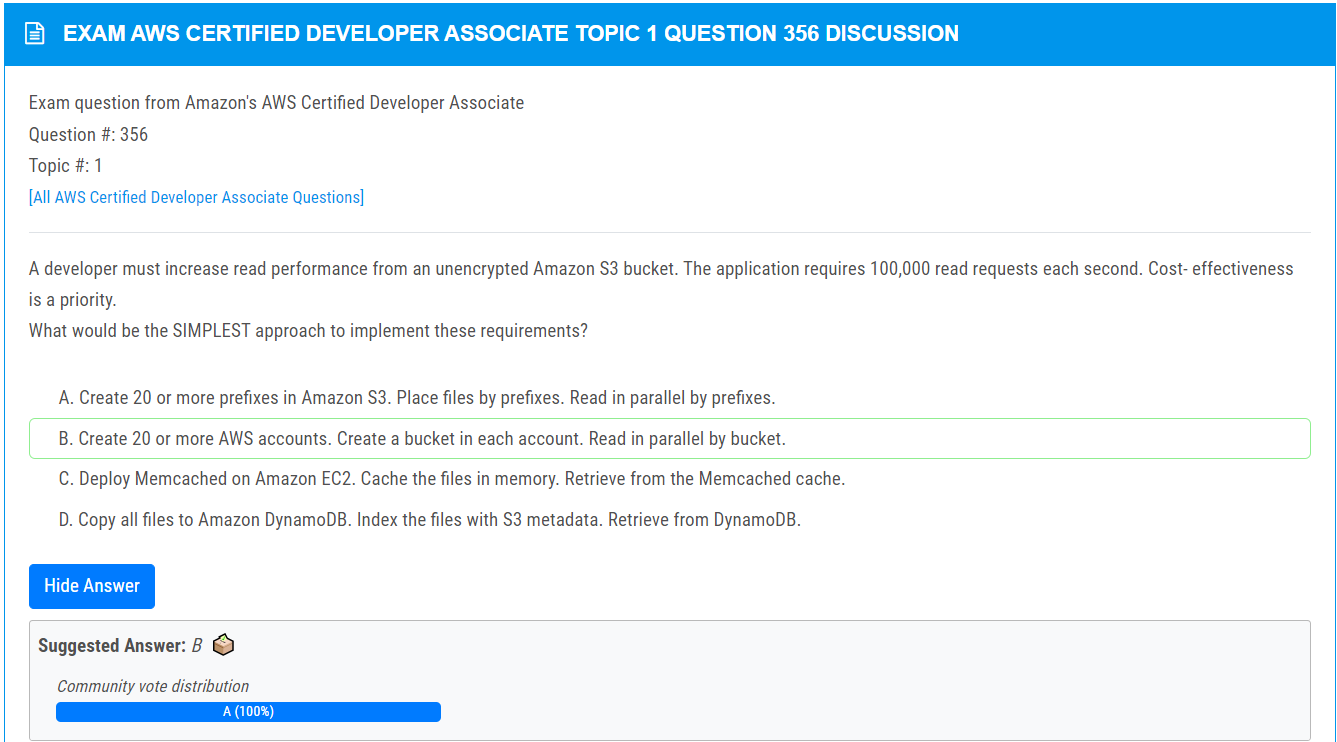 EXAM AWS CERTIFIED DEVELOPER ASSOCIATE TOPIC 1 QUESTION 356 DISCUSSION
Exam question from Amazon's AWS Certified Developer Associate
Question #: 356
Topic #: 1
[All AWS Certified Developer Associate Questions]
A developer must increase read performance from an unencrypted Amazon S3 bucket. The application requires 100,000 read requests each second. Cost- effectiveness
is a priority.
What would be the SIMPLEST approach to implement these requirements?
A. Create 20 or more prefixes in Amazon S3. Place files by prefixes. Read in parallel by prefixes.
B. Create 20 or more AWS accounts. Create a bucket in each account. Read in parallel by bucket.
C. Deploy Memcached on Amazon EC2. Cache the files in memory. Retrieve from the Memcached cache.
D. Copy all files to Amazon DynamoDB. Index the files with S3 metadata. Retrieve from DynamoDB.
Hide Answer
Suggested Answer: B
Community vote distribution
A (100%)